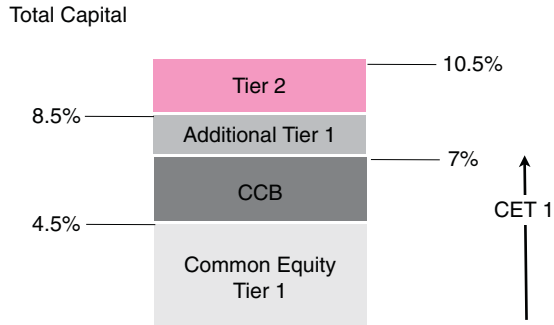 Total Capital
10.5%
Tier 2
8.5%
Additional Tier 1
7%
CCB
CET 1
4.5%
Common Equity
Tier 1